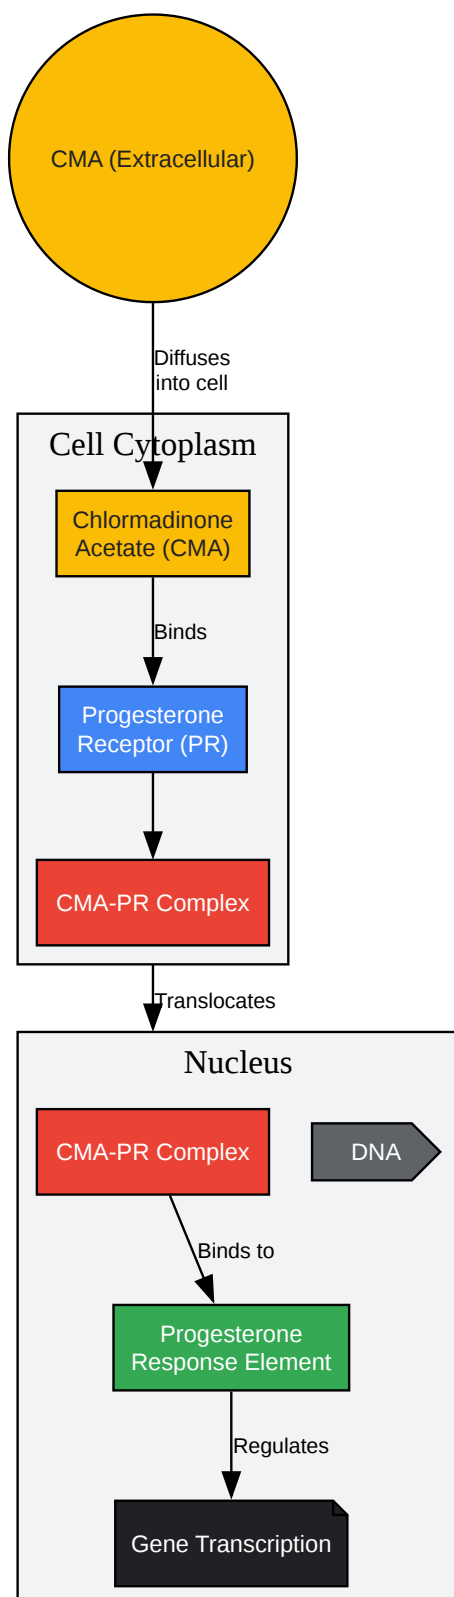 CMA (Extracellular)
Diffuses
into cell
Cell Cytoplasm
Chlormadinone
Acetate (CMA)
Binds
Progesterone
Receptor (PR)
CMA-PR Complex
Translocates
Nucleus
CMA-PR Complex
DNA
Binds to
Progesterone
Response Element
Regulates
Gene Transcription